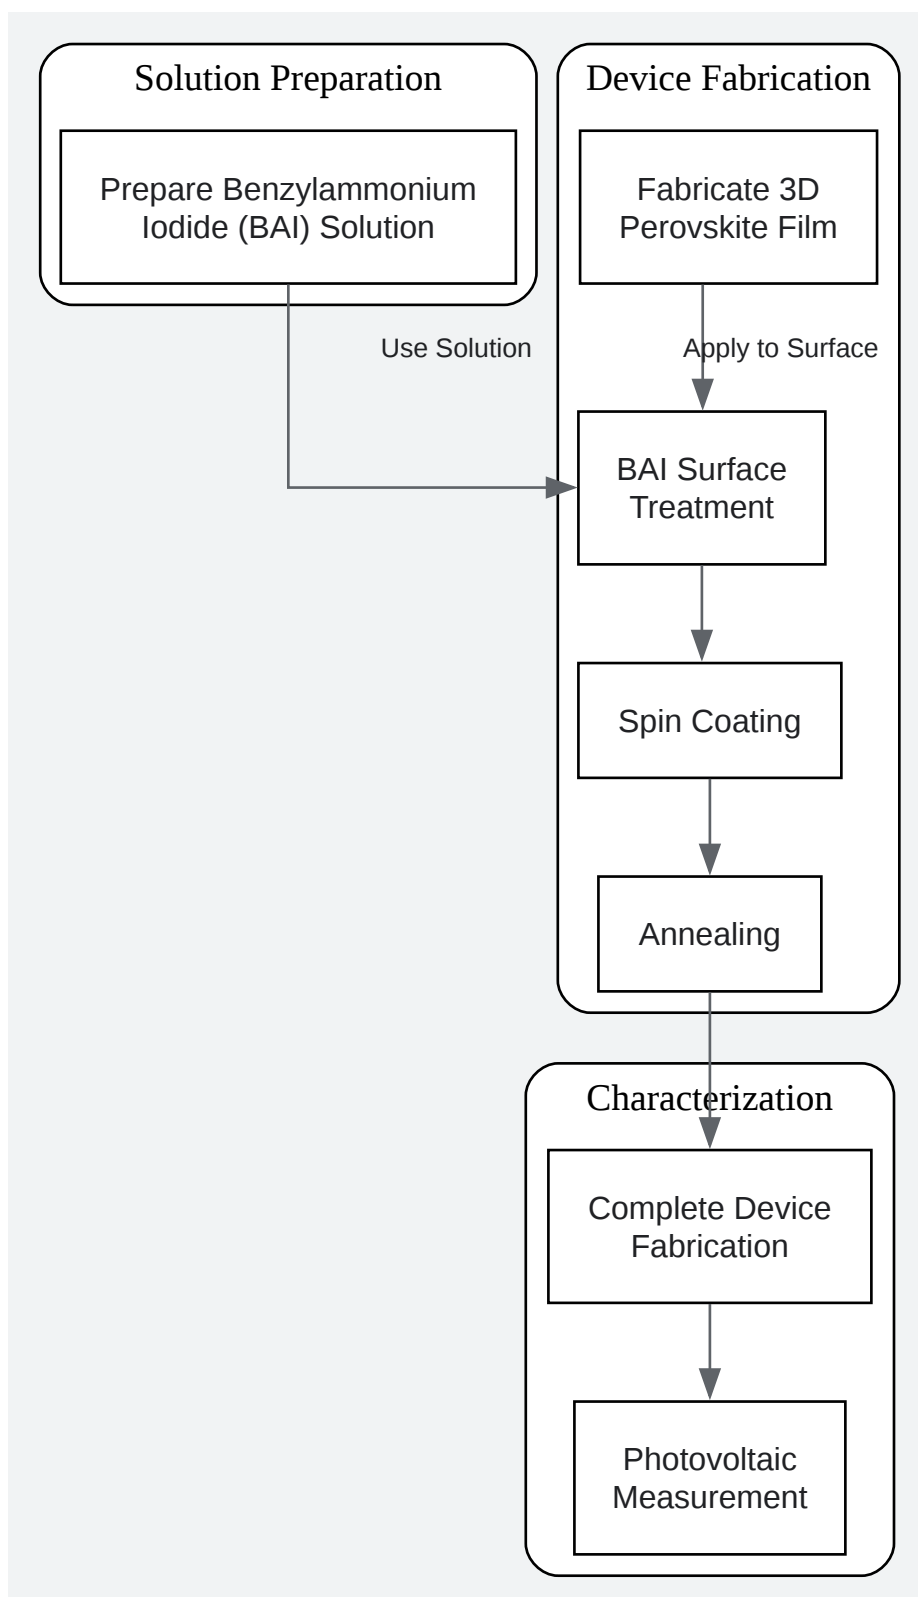 Solution Preparation
Prepare Benzylammonium
Iodide (BAI) Solution
Use Solution
Device Fabrication
Fabricate 3D
Perovskite Film
Apply to Surface
BAI Surface
Treatment
Spin Coating
Annealing
Characterization
Complete Device
Fabrication
Photovoltaic
Measurement